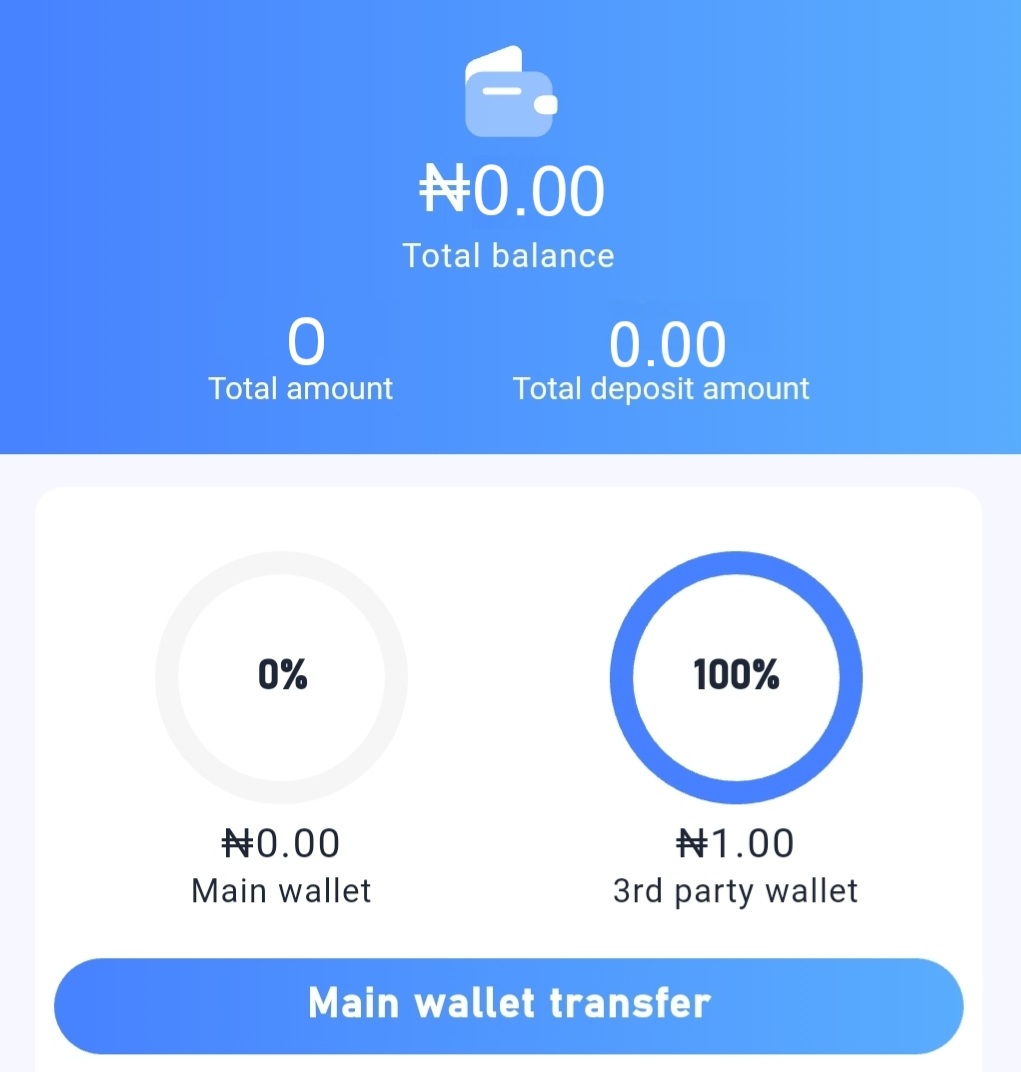 ₦0.00
Total balance
0 0.00
Total amount Total deposit amount
0% 100%
₦0.00 ₦1.00
Main wallet 3rd party wallet
Main wallet transfer